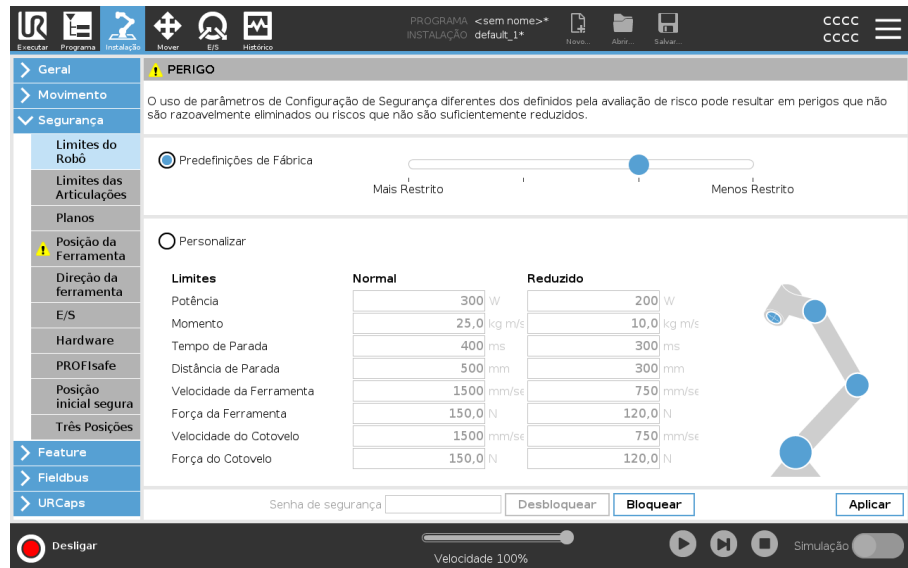 UR
Executar
Programa
Instalação
Mover
E/S
Histórico
PROGRAMA <sem nome>*
INSTALAÇÃO default_1*
Novo...
Abrir...
Salvar...
cccc
cccc
Geral
Movimento
Segurança
Limites do
Robô
Limites das
Articulações
Planos
Posição da
Ferramenta
Direção da
ferramenta
E/S
Hardware
PROFIsafe
Posição
inicial segura
Três Posições
Feature
Fieldbus
URCaps
PERIGO
O uso de parâmetros de Configuração de Segurança diferentes dos definidos pela avaliação de risco pode resultar em perigos que não
são razoavelmente eliminados ou riscos que não são suficientemente reduzidos.
Predefinições de Fábrica
Mais Restrito
Menos Restrito
Personalizar
Limites Normal Reduzido
Potência 300 W 200 W
Momento 25,0 kg m/s 10,0 kg m/s
Tempo de Parada 400 ms 300 ms
Distância de Parada 500 mm 300 mm
Velocidade da Ferramenta 1500 mm/se 750 mm/se
Força da Ferramenta 150,0 N 120,0 N
Velocidade do Cotovelo 1500 mm/se 750 mm/se
Força do Cotovelo 150,0 N 120,0 N
Senha de segurança Desbloquear Bloquear Aplicar
Desligar
Velocidade 100%
Simulação